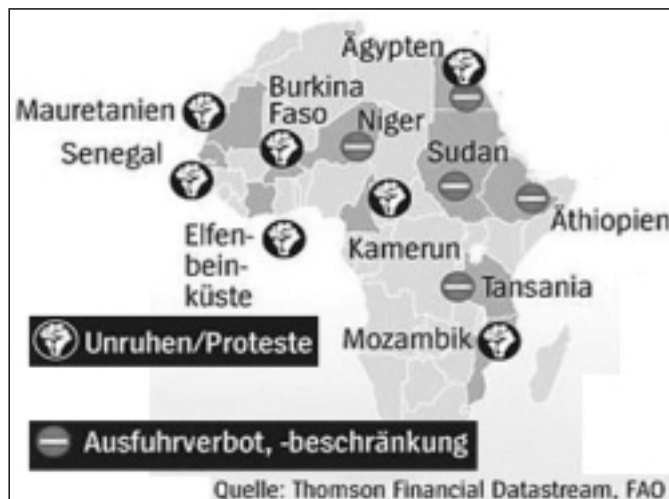 Ägypten
Burkina
Faso
Mauretanien
Niger
Senegal
Sudan
Äthiopien
Elfen-
bein-
küste
Kamerun
Tansania
Unruhen/Proteste
Mozambik
Ausfuhrverbot, -beschränkung
Quelle: Thomson Financial Datastream, FAO